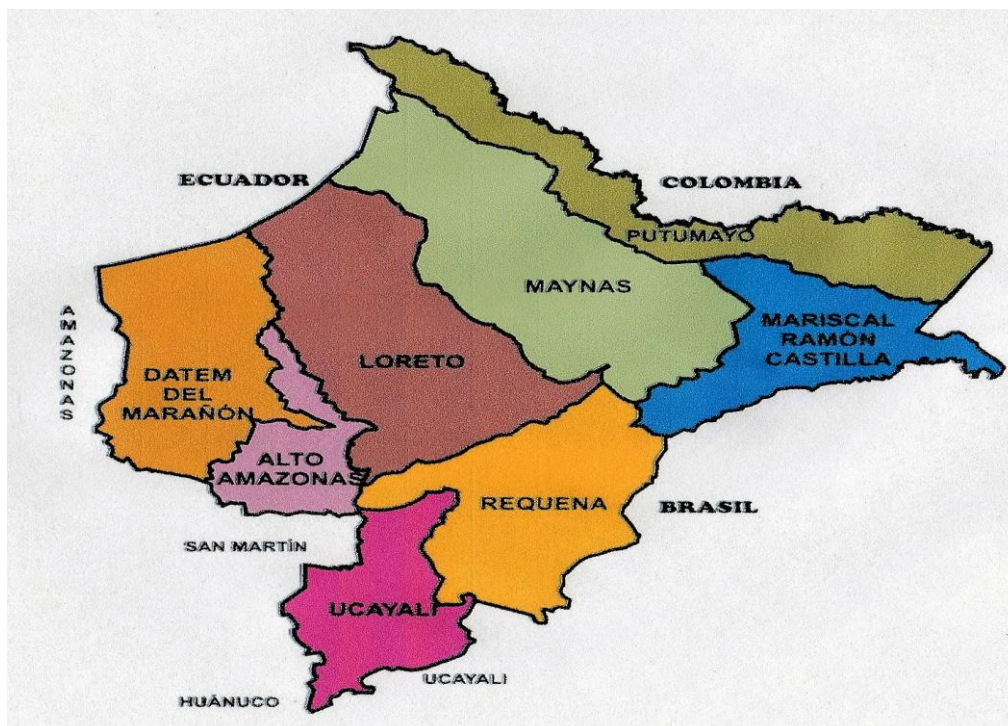 ECUADOR
COLOMBIA
PUTUMAYO
MAYNAS
AMAZONAS
MARISCAL
RAMÓN
CASTILLA
LORETO
DATEM
DEL
MARAÑÓN
ALTO
AMAZONAS
REQUENA
BRASIL
SAN MARTÍN
UCAYALI
UCAYALI
HUÁNUCO